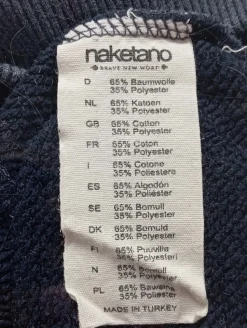 naketano
BRAVE NEW WORT
D 65% Baumwolle
35% Polyester
NL 65% Katoen
35% Polyester
GB 65% Cotton
35% Polyester
FR 65% Coton
35% Polyester
I 65% Cotone
35% Poliestere
ES 65% Algodón
35% Poliéster
SE 65% Bomull
35% Polyester
DK 65% Bomuld
35% Polyester
FI 65% Puuvilla
35% Polyesteri
N 65% Bomull
35% Polyester
PL 65% Bawełna
35% Poliester
MADE IN TURKEY